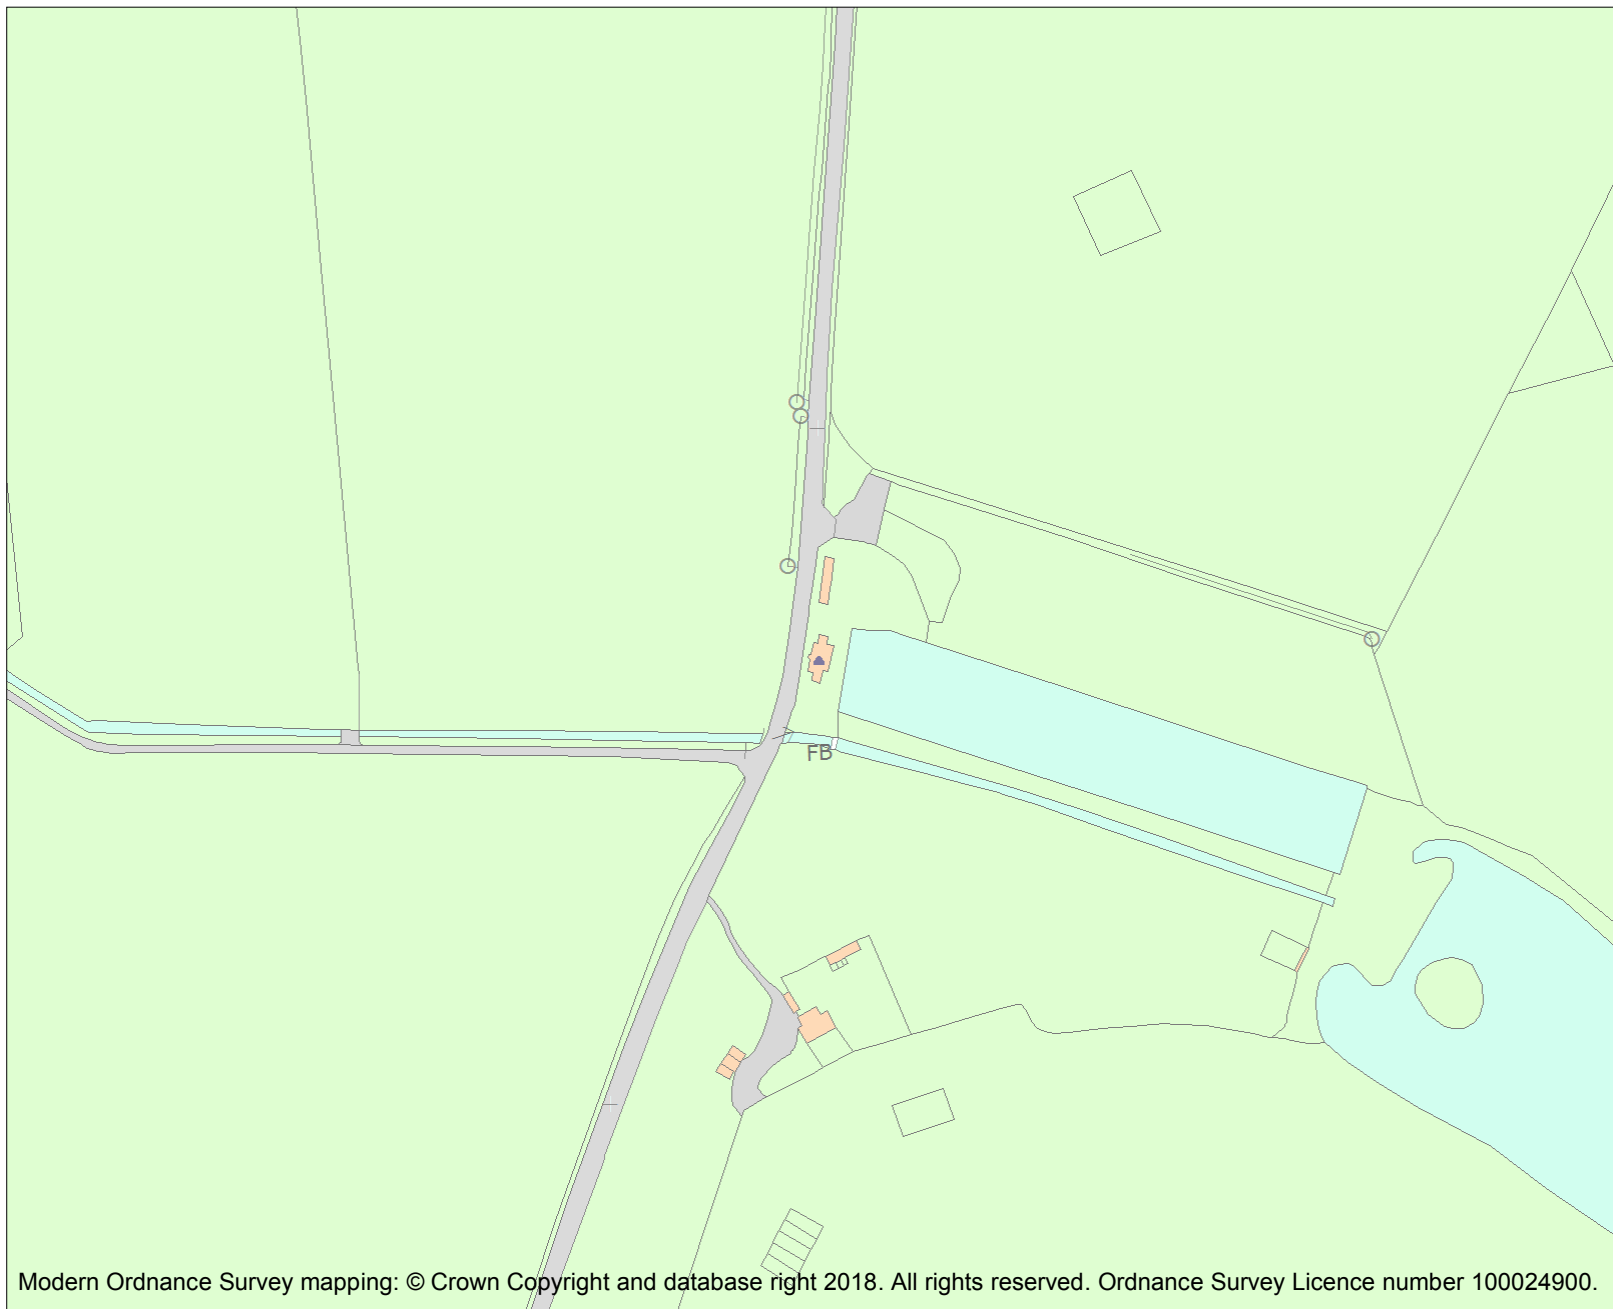 FB
Modern Ordnance Survey mapping: © Crown Copyright and database right 2018. All rights reserved. Ordnance Survey Licence number 100024900.